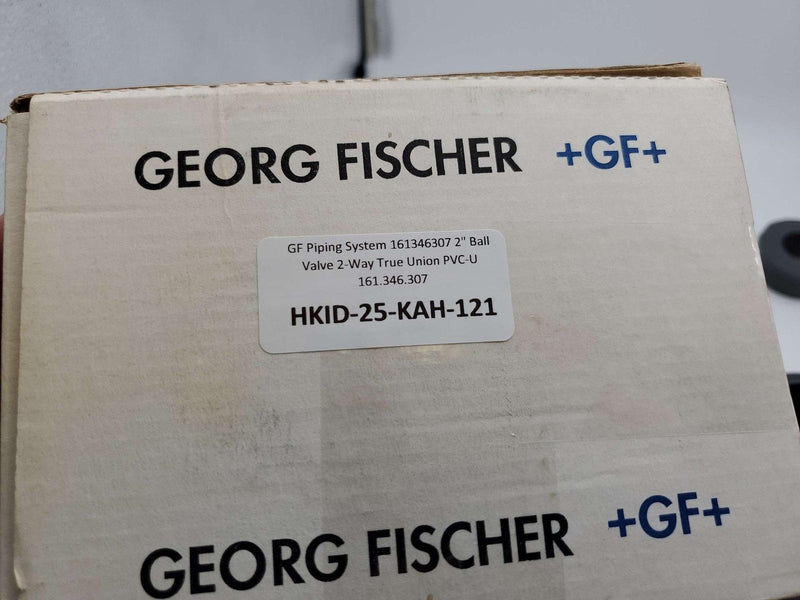 GEORG FISCHER +GF+
GF Piping System 161346307 2" Ball
Valve 2-Way True Union PVC-U
161.346.307
HKID-25-KAH-121
GEORG FISCHER +GF+